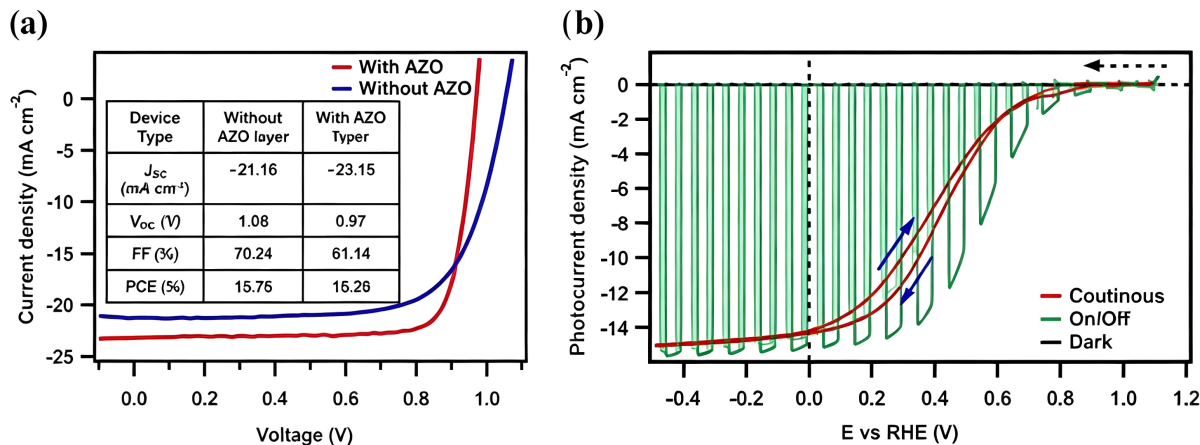 (a)
With AZO
Without AZO
Device Type
Without AZO layer
With AZO Typer
Jsc (mA cm⁻¹)
−21.16
−23.15
Voc (V)
1.08
0.97
FF (%)
70.24
61.14
PCE (%)
15.76
16.26
Current density (mA cm⁻²)
0
-5
-10
-15
-20
-25
0.0
0.2
0.4
0.6
0.8
1.0
Voltage (V)
(b)
Photocurrent density (mA cm⁻²)
0
-2
-4
-6
-8
-10
-12
-14
-0.4
-0.2
0.0
0.2
0.4
0.6
0.8
1.0
1.2
E vs RHE (V)
Coutinous
On/Off
Dark